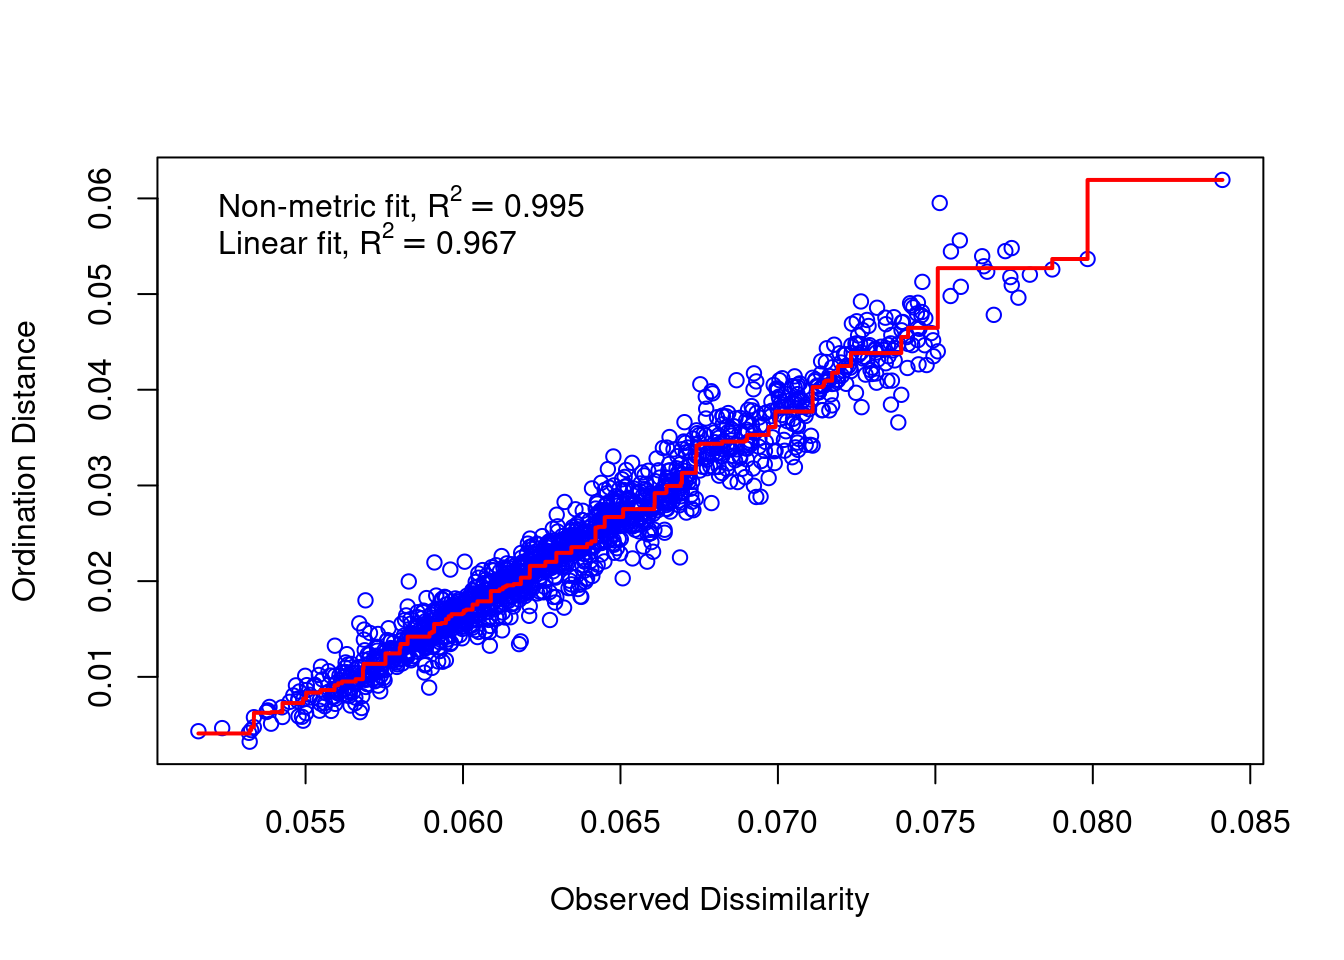 Non-metric fit, R² = 0.995
Linear fit, R² = 0.967
Ordination Distance
0.06
0.05
0.04
0.03
0.02
0.01
0.055 0.060 0.065 0.070 0.075 0.080 0.085
Observed Dissimilarity